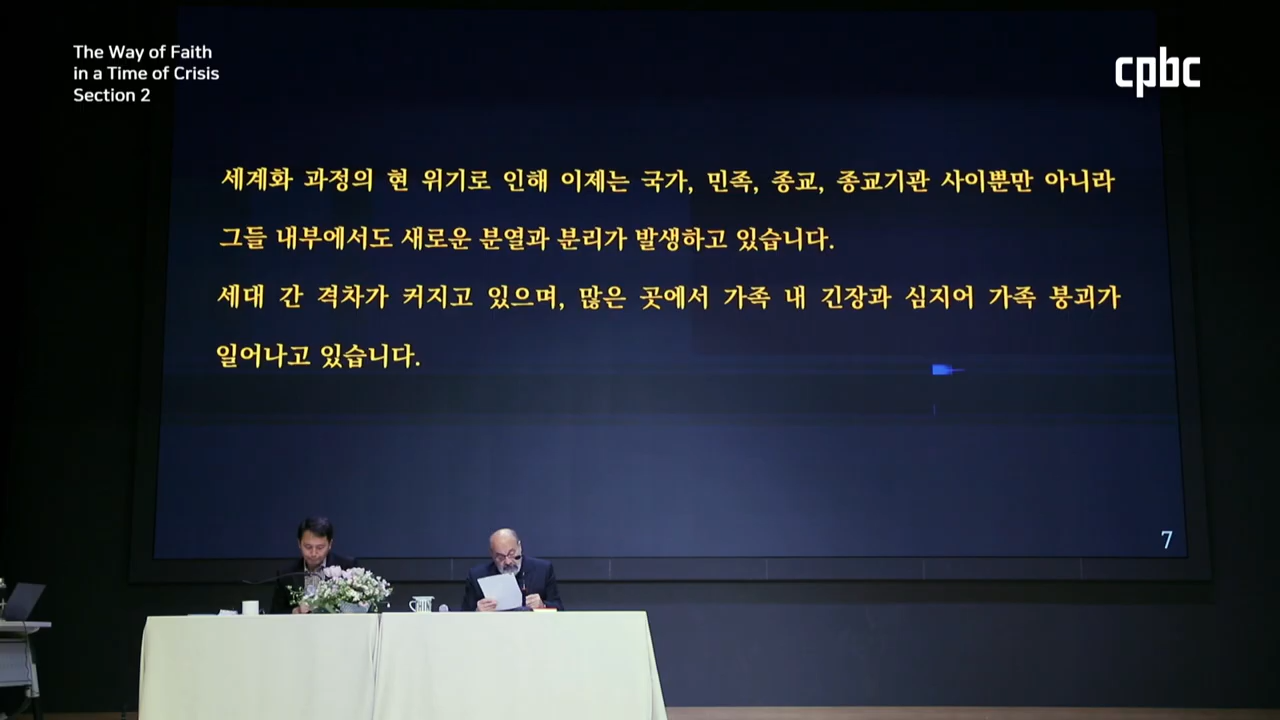 The Way of Faith
in a Time of Crisis
Section 2
cpbc
세계화 과정의 현 위기로 인해 이제는 국가, 민족, 종교, 종교기관 사이뿐만 아니라
그들 내부에서도 새로운 분열과 분리가 발생하고 있습니다.
세대 간 격차가 커지고 있으며, 많은 곳에서 가족 내 긴장과 심지어 가족 붕괴가
일어나고 있습니다.
7